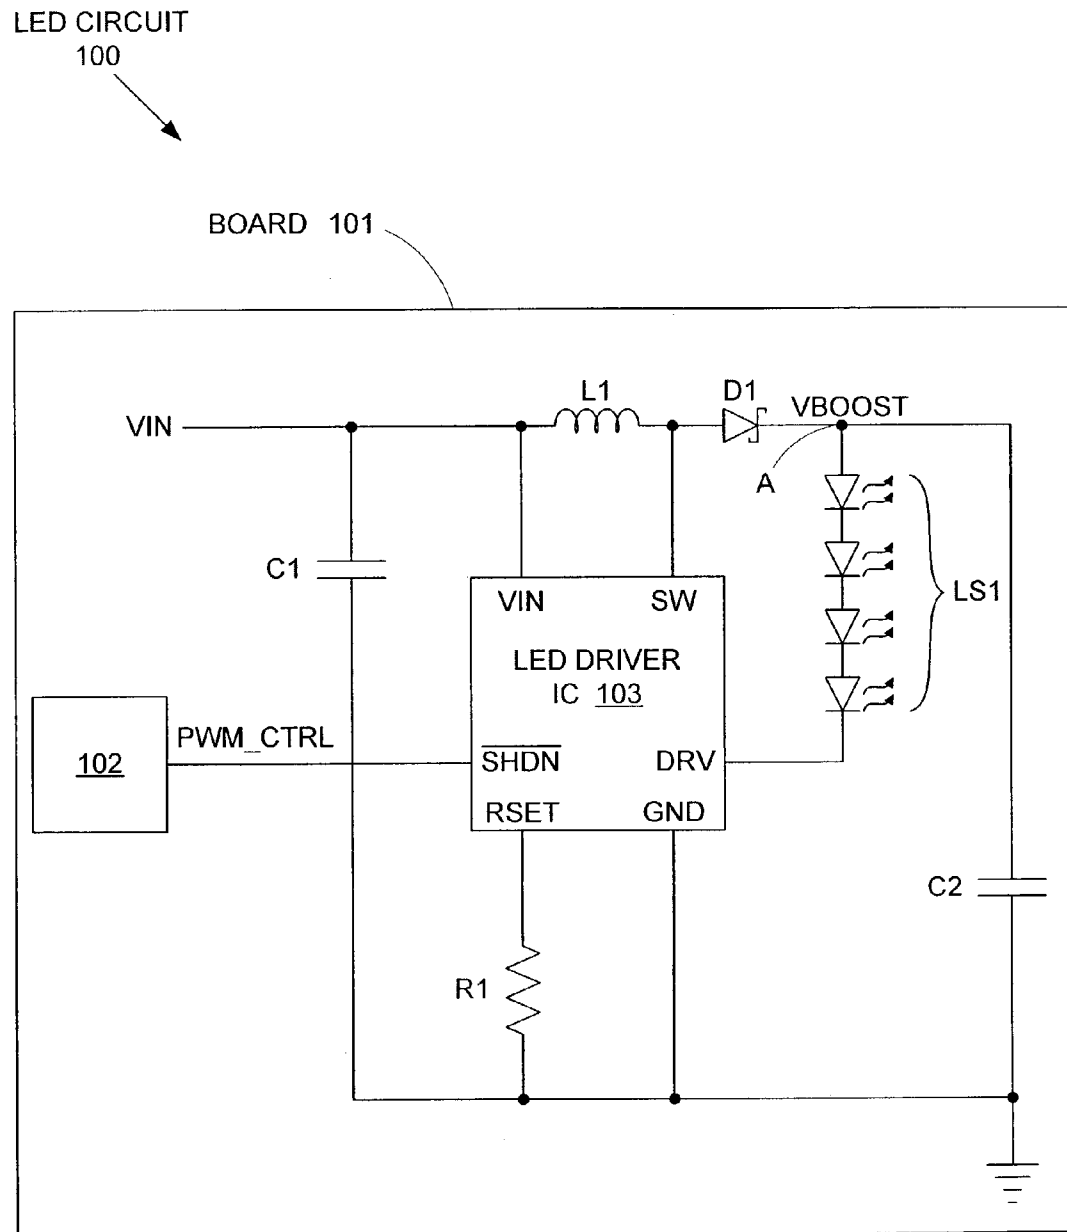 LED CIRCUIT
100
BOARD 101
L1
D1
VBOOST
VIN
A
C1
VIN
SW
LS1
LED DRIVER
IC 103
PWM_CTRL
102
SHDN
DRV
RSET
GND
C2
R1